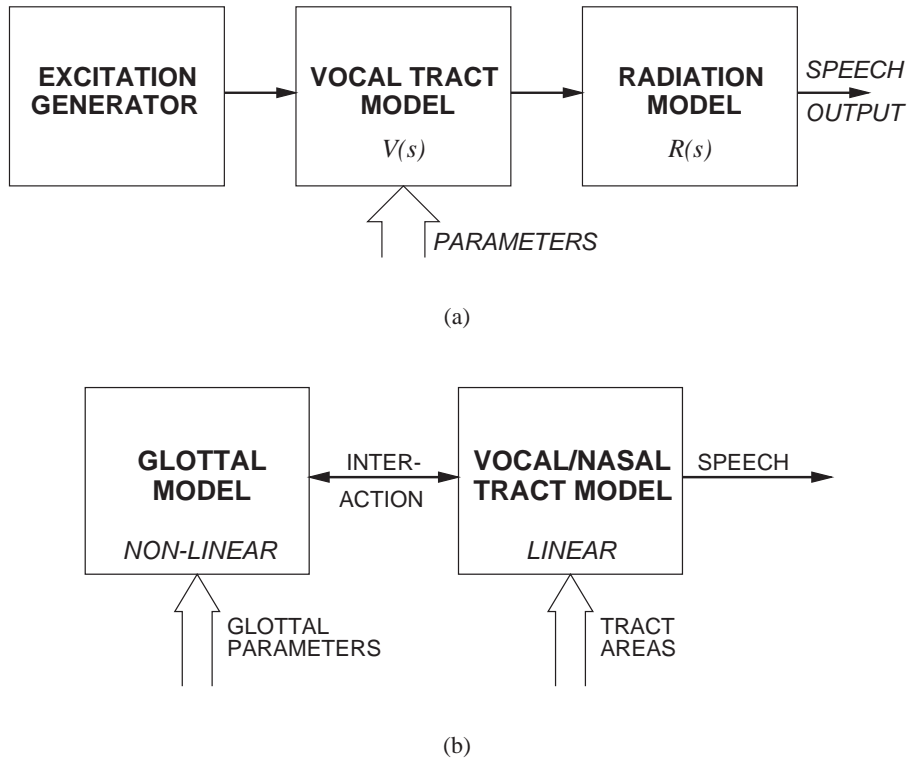 EXCITATION
GENERATOR
VOCAL TRACT
MODEL
V(s)
RADIATION
MODEL
R(s)
SPEECH
OUTPUT
PARAMETERS
(a)
GLOTTAL
MODEL
NON-LINEAR
INTER-
ACTION
VOCAL/NASAL
TRACT MODEL
LINEAR
SPEECH
GLOTTAL
PARAMETERS
TRACT
AREAS
(b)